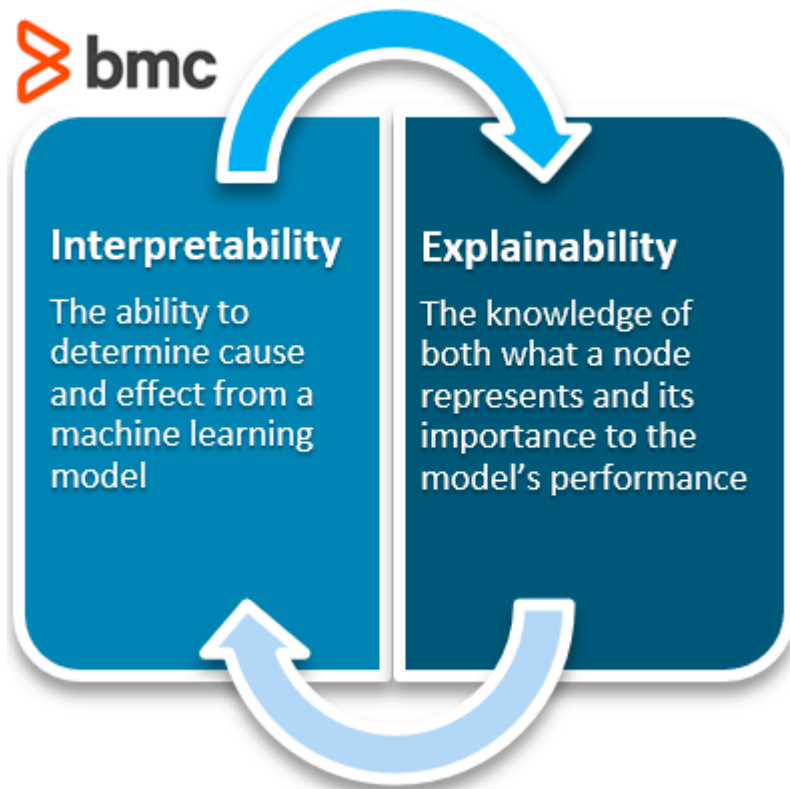 bmc
Interpretability
The ability to
determine cause
and effect from a
machine learning
model
Explainability
The knowledge of
both what a node
represents and its
importance to the
model’s performance